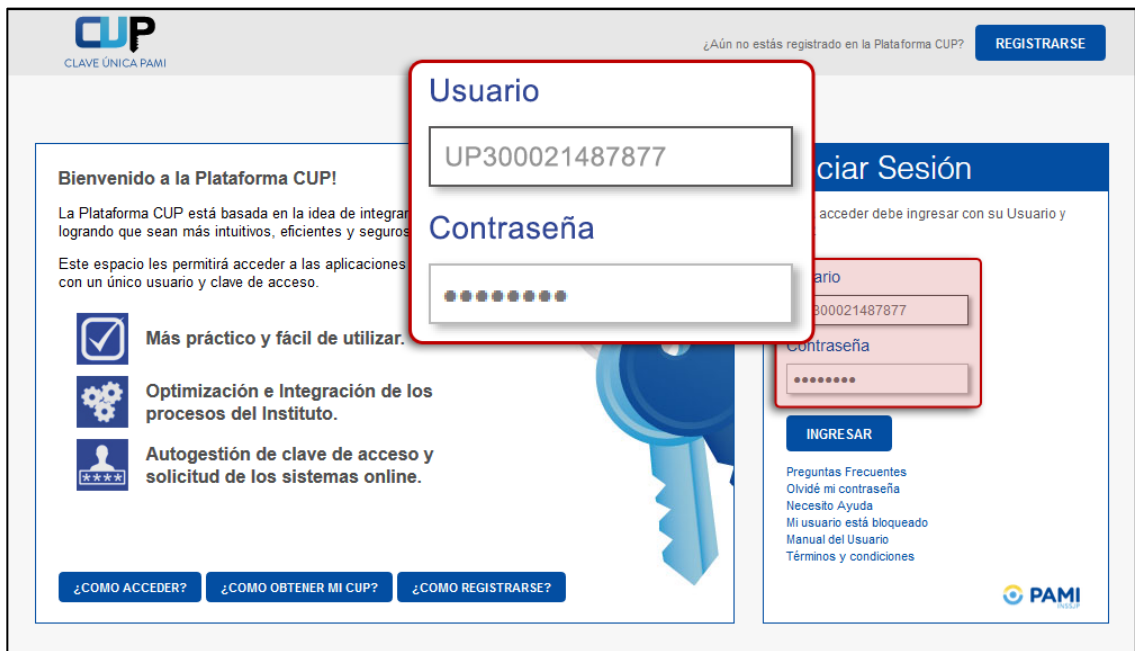 CUP
CLAVE ÚNICA PAMI
¿Aún no estás registrado en la Plataforma CUP?
REGISTRARSE
Usuario
UP300021487877
Contraseña
Bienvenido a la Plataforma CUP!
La Plataforma CUP está basada en la idea de integrar
logrando que sean más intuitivos, eficientes y seguros
Este espacio les permitirá acceder a las aplicaciones
con un único usuario y clave de acceso.
Más práctico y fácil de utilizar.
Optimización e Integración de los
procesos del Instituto.
****
Autogestión de clave de acceso y
solicitud de los sistemas online.
¿COMO ACCEDER?
¿COMO OBTENER MI CUP?
¿COMO REGISTRARSE?
ciar Sesión
acceder debe ingresar con su Usuario y
ario
300021487877
Contraseña
INGRESAR
Preguntas Frecuentes
Olvidé mi contraseña
Necesito Ayuda
Mi usuario está bloqueado
Manual del Usuario
Términos y condiciones
PAMI
INSSJP